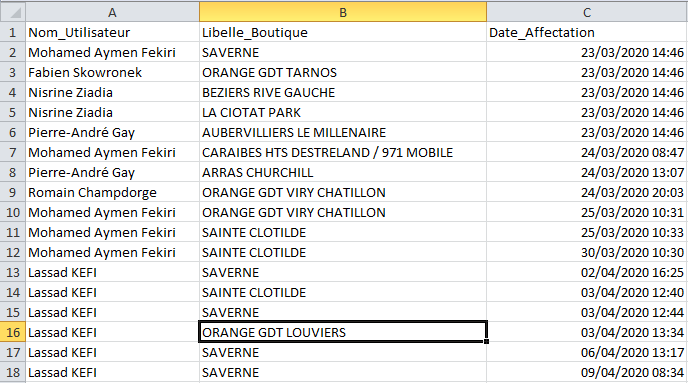 A B C
1 Nom_Utilisateur Libelle_Boutique Date_Affectation
2 Mohamed Aymen Fekiri SAVERNE 23/03/2020 14:46
3 Fabien Skowronek ORANGE GDT TARNOS 23/03/2020 14:46
4 Nisrine Ziadia BEZIERS RIVE GAUCHE 23/03/2020 14:46
5 Nisrine Ziadia LA CIOTAT PARK 23/03/2020 14:46
6 Pierre-André Gay AUBERVILLIERS LE MILLENAIRE 23/03/2020 14:46
7 Mohamed Aymen Fekiri CARAIBES HTS DESTRELAND / 971 MOBILE 24/03/2020 08:47
8 Pierre-André Gay ARRAS CHURCHILL 24/03/2020 13:07
9 Romain Champdorge ORANGE GDT VIRY CHATILLON 24/03/2020 20:03
10 Mohamed Aymen Fekiri ORANGE GDT VIRY CHATILLON 25/03/2020 10:31
11 Mohamed Aymen Fekiri SAINTE CLOTILDE 25/03/2020 10:33
12 Mohamed Aymen Fekiri SAINTE CLOTILDE 30/03/2020 10:30
13 Lassad KEFI SAVERNE 02/04/2020 16:25
14 Lassad KEFI SAINTE CLOTILDE 03/04/2020 12:40
15 Lassad KEFI SAVERNE 03/04/2020 12:44
16 Lassad KEFI ORANGE GDT LOUVIERS 03/04/2020 13:34
17 Lassad KEFI SAVERNE 06/04/2020 13:17
18 Lassad KEFI SAVERNE 09/04/2020 08:34